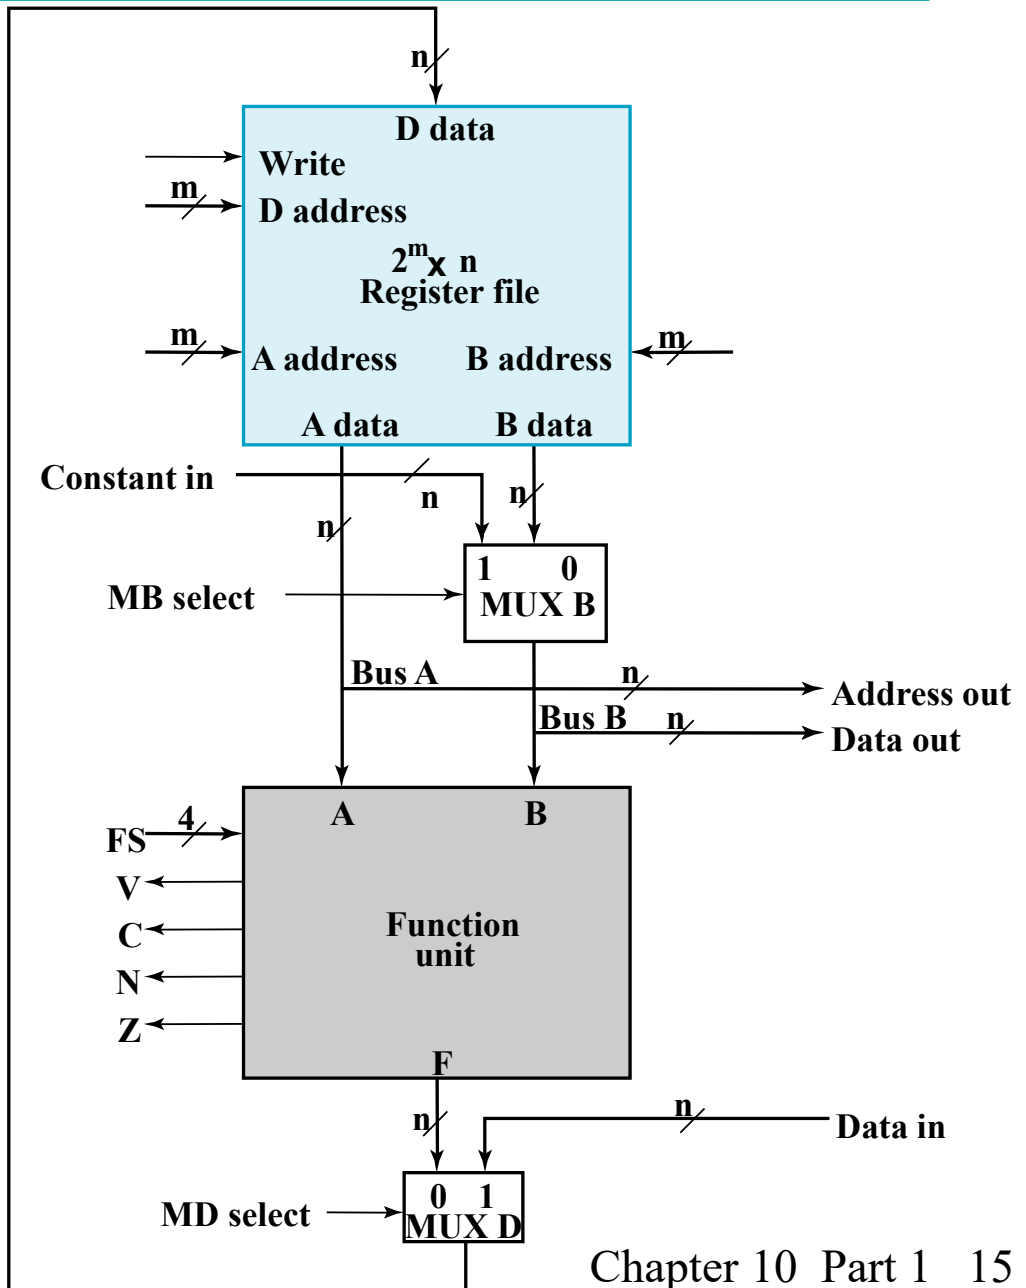 n
D data
Write
m
D address
2^m x n
Register file
m
m
A address
B address
A data
B data
Constant in
n
n
n
1 0
MB select
MUX B
Bus A
n
Address out
Bus B
n
Data out
A
B
4
FS
V
C
Function
unit
N
Z
F
n
n
Data in
0 1
MD select
MUX D
Chapter 10 Part 1 15